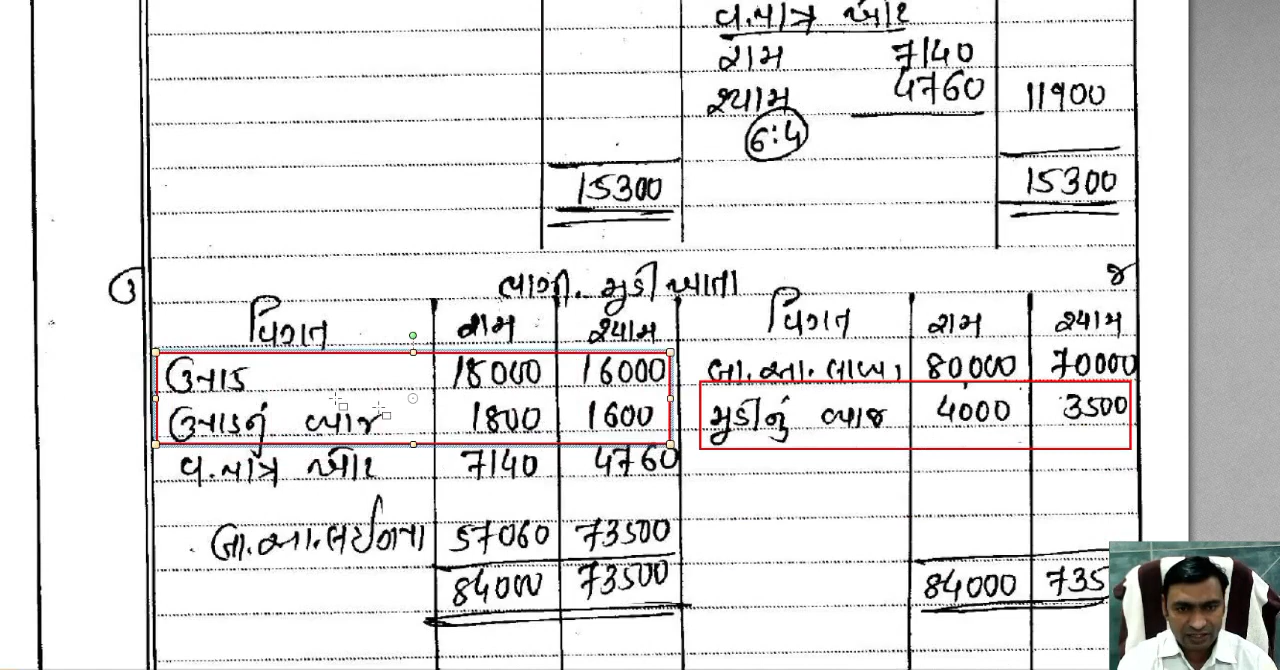 વ.પાત્ર ખોટ
રામ 7140
શ્યામ 4760 11900
6:4
15300 15300
ભાગી. મુડી ખાતા
વિગત રામ શ્યામ વિગત રામ શ્યામ
ઉપાડ 18000 16000 બા.આ.લાવ્યા 80000 70000
ઉપાડનું વ્યાજ 1800 1600 મુડીનું વ્યાજ 4000 3500
વ.પાત્ર ખોટ 7140 4760
બા.આ.લઈ ગયા 57060 73500
84000 73500 84000 735